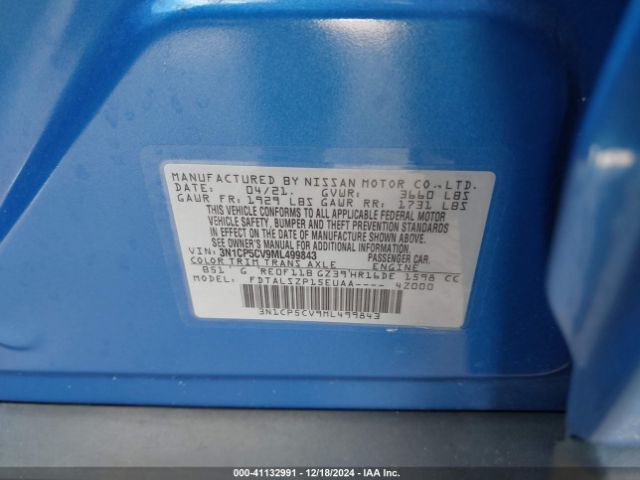 MANUFACTURED BY NISSAN MOTOR CO.,LTD.
DATE: 04/21. GVWR: 3660 LBS
GAWR FR: 1929 LBS GAWR RR: 1731 LBS
THIS VEHICLE CONFORMS TO ALL APPLICABLE FEDERAL MOTOR
VEHICLE SAFETY, BUMPER AND THEFT PREVENTION
STANDARDS IN EFFECT ON THE DATE OF MANUFACTURE
SHOWN ABOVE. FOR ADDITIONAL INFORMATION,
SEE OWNER'S MANUAL.
VIN: 3N1CP5CV9ML499843 PASSENGER CAR.
COLOR TRIM TRANS AXLE ENGINE
B51 G RE0F11B GZ39 HR16DE 1598 CC
MODEL: FDTALSZP15EUAA---- 4Z000
3N1CP5CV9ML499843
000-41132991 - 12/18/2024 - IAA Inc.